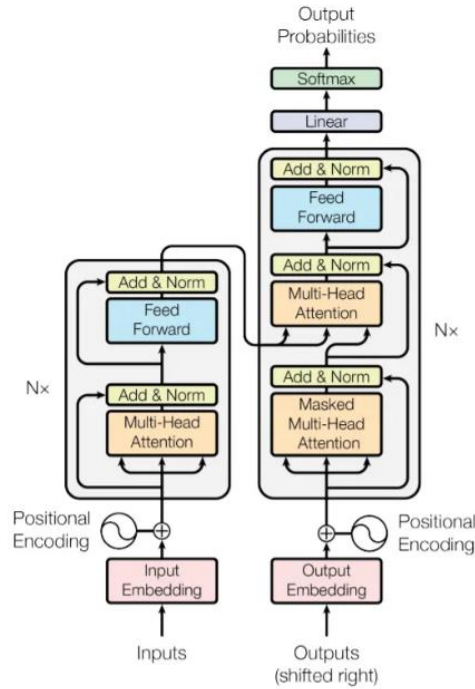 Output
Probabilities
Softmax
Linear
Add & Norm
Feed
Forward
Add & Norm
Multi-Head
Attention
Add & Norm
Masked
Multi-Head
Attention
N×
Positional
Encoding
Output
Embedding
Outputs
(shifted right)
Add & Norm
Feed
Forward
Add & Norm
Multi-Head
Attention
N×
Positional
Encoding
Input
Embedding
Inputs